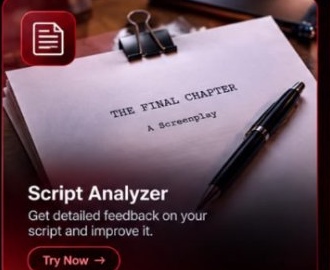 THE FINAL CHAPTER
A Screenplay
Script Analyzer
Get detailed feedback on your
script and improve it.
Try Now →